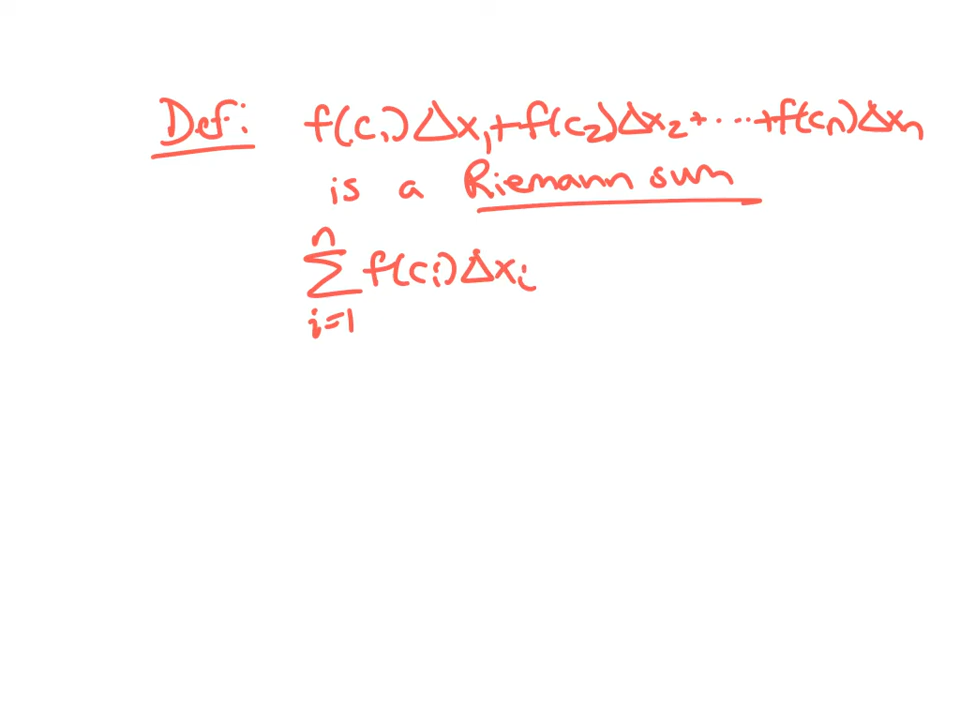 Def: f(c₁)Δx₁+f(c₂)Δx₂+···+f(cn)Δxn
is a Riemann sum
n
∑ f(ci)Δxi
i=1